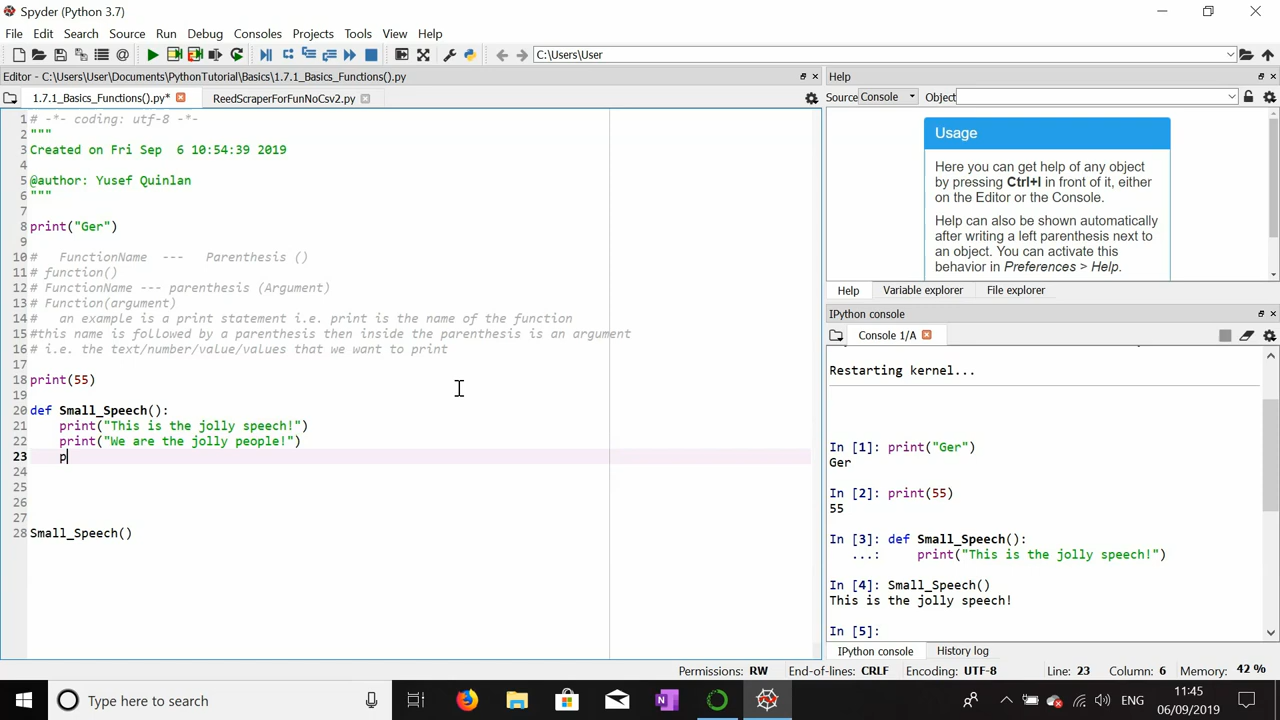 Spyder (Python 3.7)
File Edit Search Source Run Debug Consoles Projects Tools View Help
C:\Users\User
Editor - C:\Users\User\Documents\PythonTutorial\Basics\1.7.1_Basics_Functions().py
1.7.1_Basics_Functions().py*
ReedScraperForFunNoCsv2.py
1 # -*- coding: utf-8 -*-
2 """
3 Created on Fri Sep  6 10:54:39 2019
4
5 @author: Yusef Quinlan
6 """
7
8 print("Ger")
9
10 #   FunctionName  ---   Parenthesis ()
11 # function()
12 # FunctionName --- parenthesis (Argument)
13 # Function(argument)
14 #   an example is a print statement i.e. print is the name of the function
15 #this name is followed by a parenthesis then inside the parenthesis is an argument
16 # i.e. the text/number/value/values that we want to print
17
18 print(55)
19
20 def Small_Speech():
21     print("This is the jolly speech!")
22     print("We are the jolly people!")
23     p
24
25
26
27
28 Small_Speech()
Help
Source Console Object
Usage
Here you can get help of any object
by pressing Ctrl+I in front of it, either
on the Editor or the Console.
Help can also be shown automatically
after writing a left parenthesis next to
an object. You can activate this
behavior in Preferences > Help.
Help Variable explorer File explorer
IPython console
Console 1/A
Restarting kernel...
In [1]: print("Ger")
Ger
In [2]: print(55)
55
In [3]: def Small_Speech():
...:     print("This is the jolly speech!")
In [4]: Small_Speech()
This is the jolly speech!
In [5]:
IPython console History log
Permissions: RW End-of-lines: CRLF Encoding: UTF-8 Line: 23 Column: 6 Memory: 42 %
Type here to search
ENG
11:45
06/09/2019